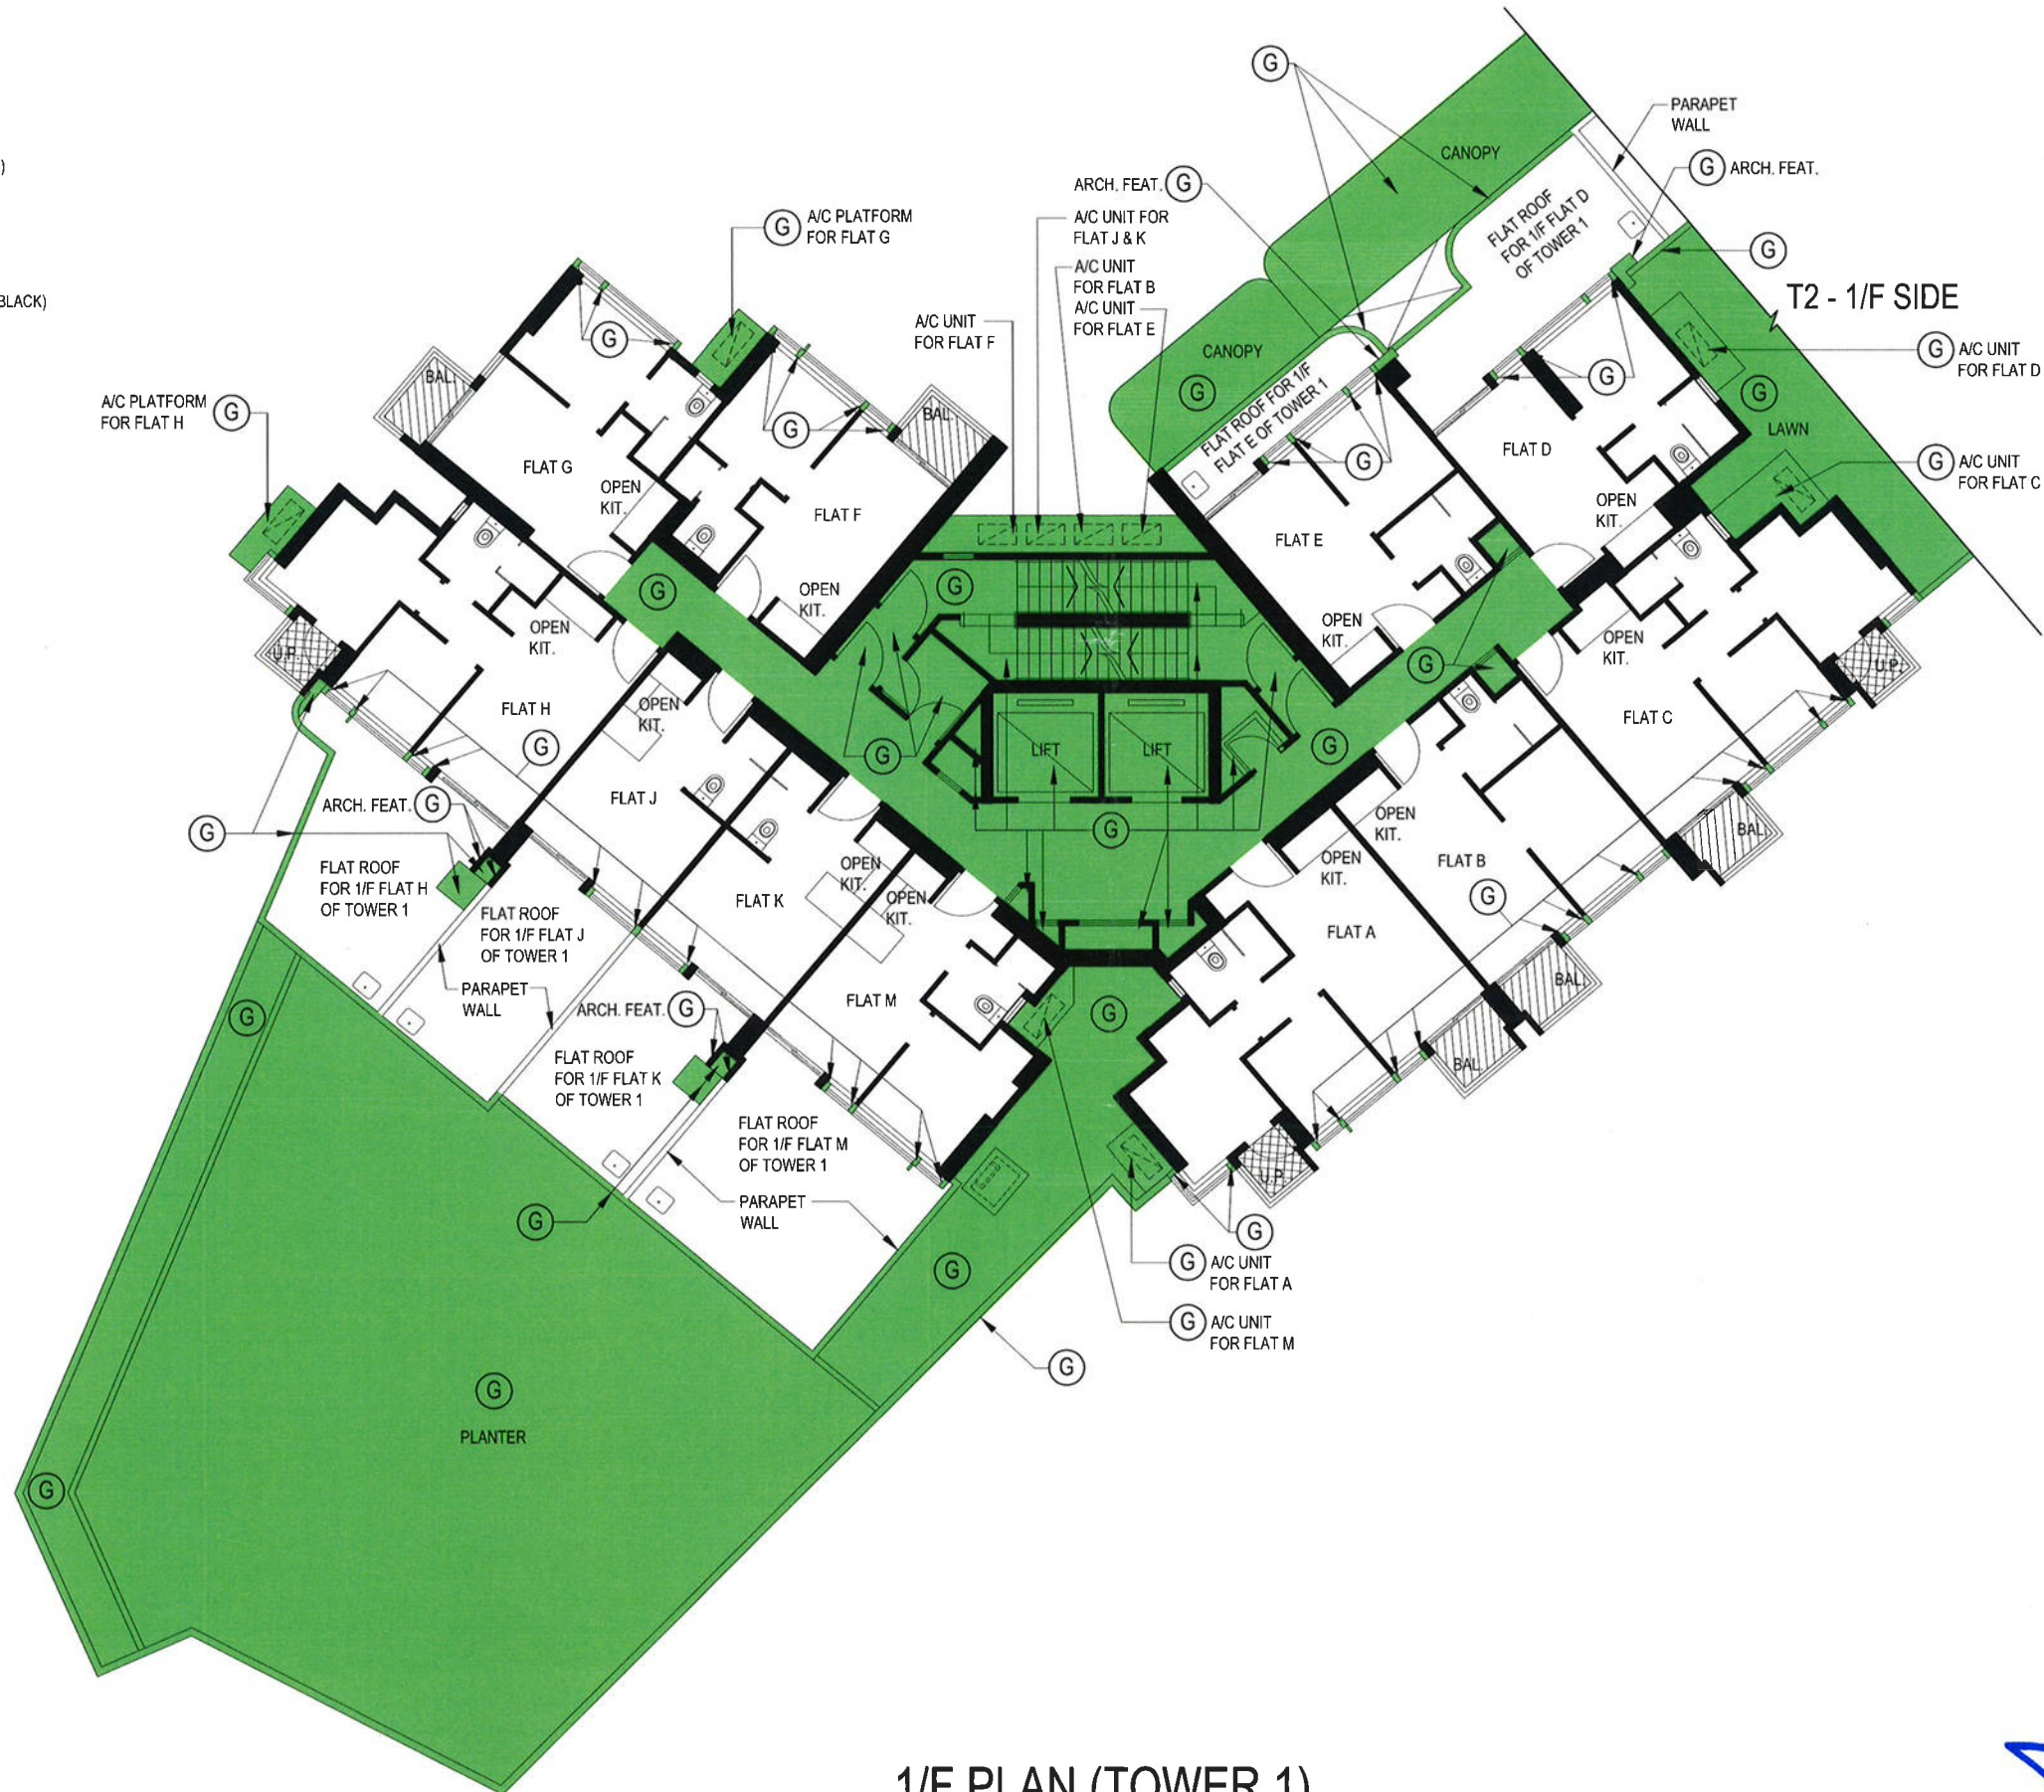 G
PARAPET
WALL
)
CANOPY
G ARCH. FEAT.
ARCH. FEAT. G
FLAT ROOF
FOR 1/F FLAT D
OF TOWER 1
G A/C PLATFORM
FOR FLAT G
A/C UNIT FOR
FLAT J & K
G
A/C UNIT
FOR FLAT B
T2 - 1/F SIDE
BLACK)
A/C UNIT
FOR FLAT E
A/C UNIT
FOR FLAT F
G
CANOPY
G A/C UNIT
FOR FLAT D
BAL.
G
G
G
A/C PLATFORM
FOR FLAT H
G
FLAT ROOF FOR 1/F
FLAT E OF TOWER 1
BAL.
G
LAWN
FLAT D
G
G A/C UNIT
FOR FLAT C
FLAT G
OPEN
KIT.
OPEN
KIT.
FLAT F
FLAT E
G
G
OPEN
KIT.
OPEN
KIT.
OPEN
KIT.
OPEN
KIT.
U.P.
G
U.P.
FLAT H
OPEN
KIT.
FLAT C
G
G
G
LIFT
LIFT
FLAT J
ARCH. FEAT. G
OPEN
KIT.
G
G
BAL.
OPEN
KIT.
FLAT B
OPEN
KIT.
FLAT ROOF
FOR 1/F FLAT H
OF TOWER 1
FLAT K
OPEN
KIT.
G
FLAT ROOF
FOR 1/F FLAT J
OF TOWER 1
FLAT A
BAL.
PARAPET
WALL
FLAT M
ARCH. FEAT. G
G
G
FLAT ROOF
FOR 1/F FLAT K
OF TOWER 1
BAL.
FLAT ROOF
FOR 1/F FLAT M
OF TOWER 1
U.P.
PARAPET
WALL
G
G
G
G A/C UNIT
FOR FLAT A
G A/C UNIT
FOR FLAT M
G
G
PLANTER
G
1/F PLAN (TOWER 1)